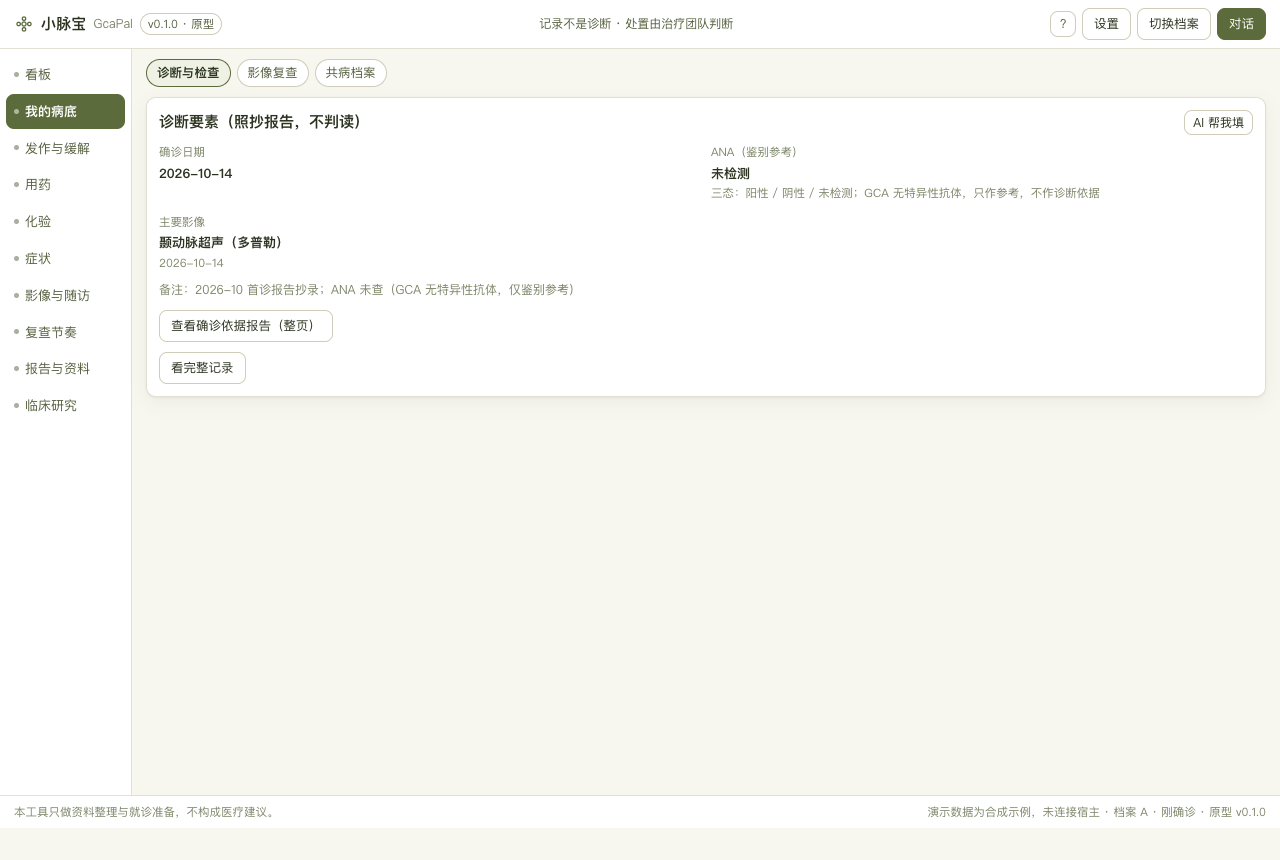 小脉宝 GcaPal v0.1.0 · 原型
记录不是诊断 · 处置由治疗团队判断
? 设置 切换档案 对话
看板
我的病底
发作与缓解
用药
化验
症状
影像与随访
复查节奏
报告与资料
临床研究
诊断与检查 影像复查 共病档案
诊断要素（照抄报告，不判读）
AI 帮我填
确诊日期
2026-10-14
ANA（鉴别参考）
未检测
三态：阳性 / 阴性 / 未检测；GCA 无特异性抗体，只作参考，不作诊断依据
主要影像
颞动脉超声（多普勒）
2026-10-14
备注：2026-10 首诊报告抄录；ANA 未查（GCA 无特异性抗体，仅鉴别参考）
查看确诊依据报告（整页）
看完整记录
本工具只做资料整理与就诊准备，不构成医疗建议。
演示数据为合成示例，未连接宿主 · 档案 A · 刚确诊 · 原型 v0.1.0